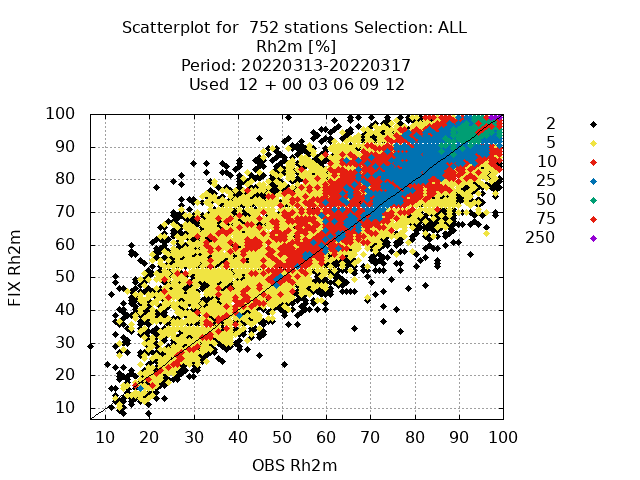 Scatterplot for  752 stations Selection: ALL
Rh2m [%]
Period: 20220313-20220317
Used  12 + 00 03 06 09 12
100
90
80
70
60
50
40
30
20
10
FIX Rh2m
10 20 30 40 50 60 70 80 90 100
OBS Rh2m
2
5
10
25
50
75
250